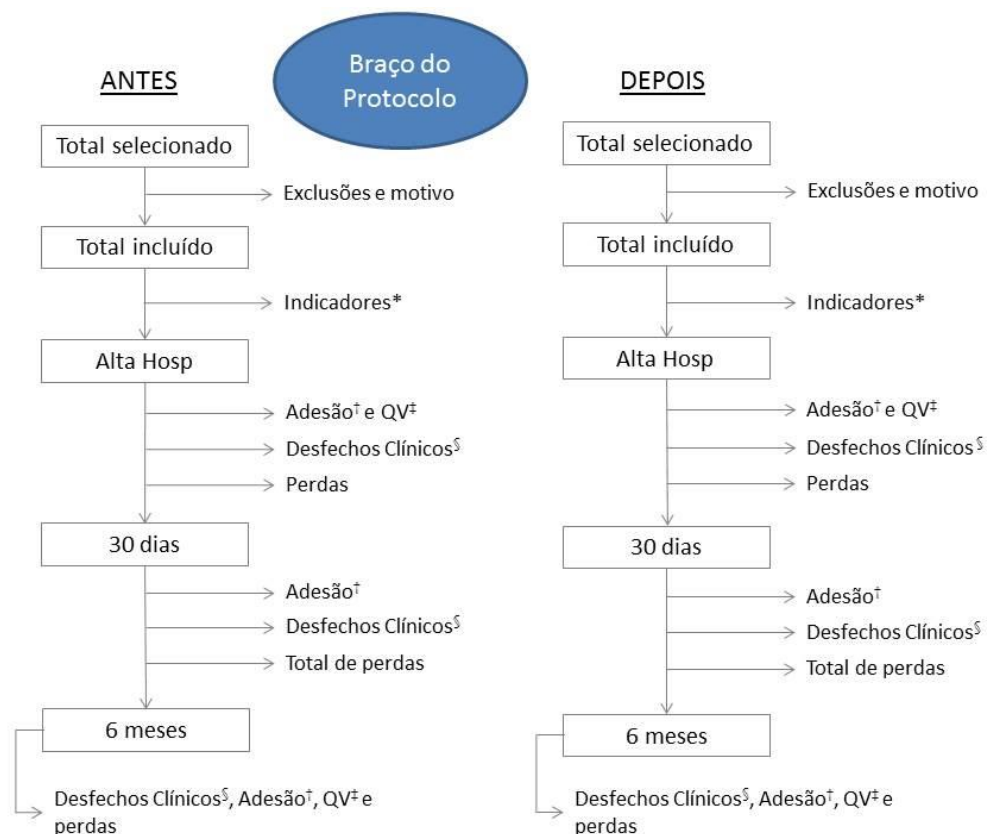 Braço do
Protocolo
ANTES
Total selecionado
Exclusões e motivo
Total incluído
Indicadores*
Alta Hosp
Adesão† e QV‡
Desfechos Clínicos§
Perdas
30 dias
Adesão†
Desfechos Clínicos§
Total de perdas
6 meses
Desfechos Clínicos§, Adesão†, QV‡ e
perdas
DEPOIS
Total selecionado
Exclusões e motivo
Total incluído
Indicadores*
Alta Hosp
Adesão† e QV‡
Desfechos Clínicos§
Perdas
30 dias
Adesão†
Desfechos Clínicos§
Total de perdas
6 meses
Desfechos Clínicos§, Adesão†, QV‡ e
perdas